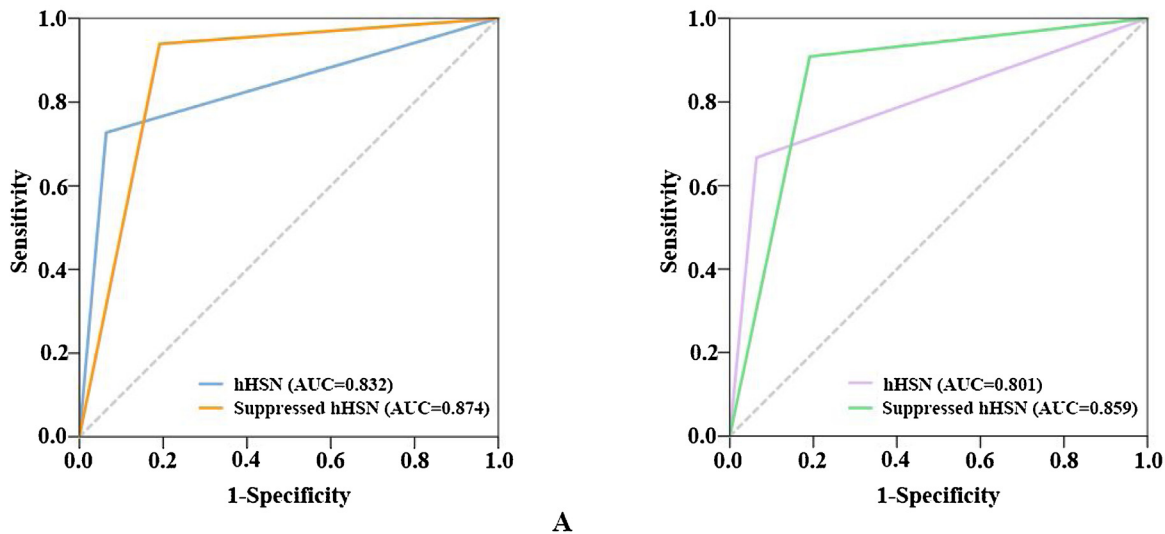 1.0
0.8
0.6
0.4
0.2
0.0
Sensitivity
hHSN (AUC=0.832)
Suppressed hHSN (AUC=0.874)
0.0 0.2 0.4 0.6 0.8 1.0
1-Specificity
1.0
0.8
0.6
0.4
0.2
0.0
Sensitivity
hHSN (AUC=0.801)
Suppressed hHSN (AUC=0.859)
0.0 0.2 0.4 0.6 0.8 1.0
1-Specificity
A